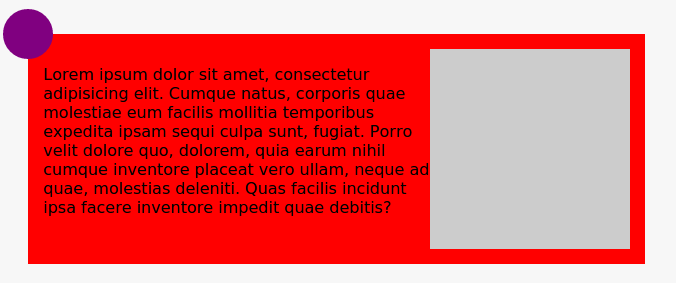 Lorem ipsum dolor sit amet, consectetur
adipisicing elit. Cumque natus, corporis quae
molestiae eum facilis mollitia temporibus
expedita ipsam sequi culpa sunt, fugiat. Porro
velit dolore quo, dolorem, quia earum nihil
cumque inventore placeat vero ullam, neque ad
quae, molestias deleniti. Quas facilis incidunt
ipsa facere inventore impedit quae debitis?